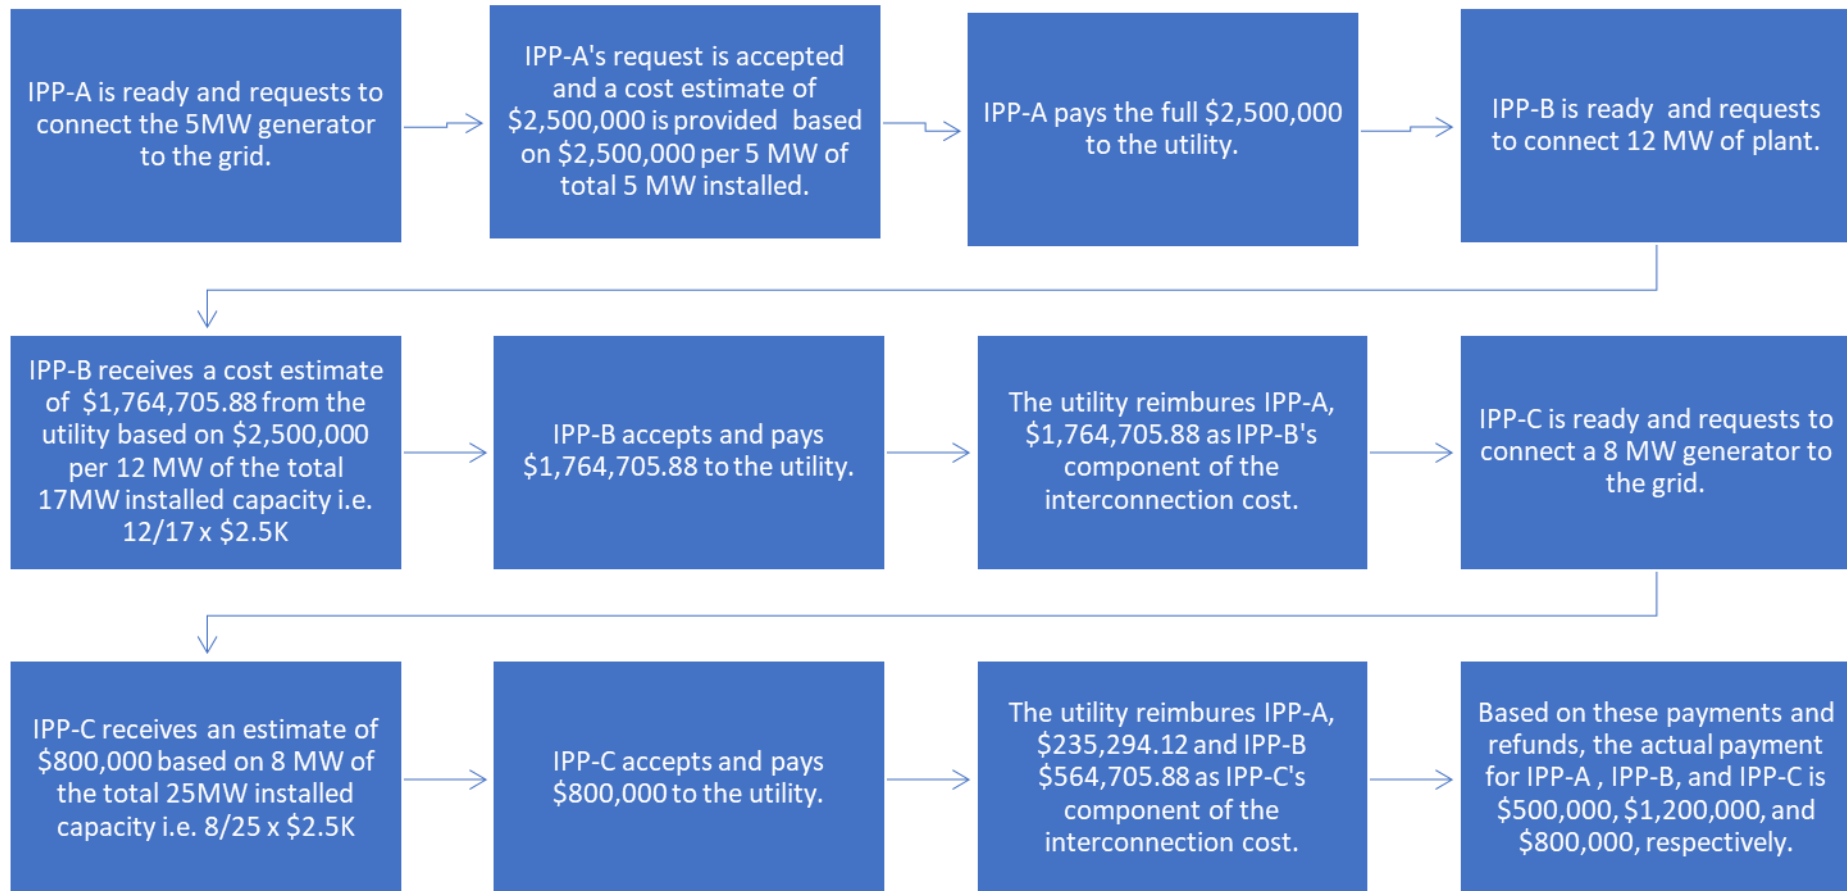 IPP-A is ready and requests to
connect the 5MW generator
to the grid.
IPP-A's request is accepted
and a cost estimate of
$2,500,000 is provided based
on $2,500,000 per 5 MW of
total 5 MW installed.
IPP-A pays the full $2,500,000
to the utility.
IPP-B is ready and requests
to connect 12 MW of plant.
IPP-B receives a cost estimate
of $1,764,705.88 from the
utility based on $2,500,000
per 12 MW of the total
17MW installed capacity i.e.
12/17 x $2.5K
IPP-B accepts and pays
$1,764,705.88 to the utility.
The utility reimbures IPP-A,
$1,764,705.88 as IPP-B's
component of the
interconnection cost.
IPP-C is ready and requests to
connect a 8 MW generator to
the grid.
IPP-C receives an estimate of
$800,000 based on 8 MW of
the total 25MW installed
capacity i.e. 8/25 x $2.5K
IPP-C accepts and pays
$800,000 to the utility.
The utility reimbures IPP-A,
$235,294.12 and IPP-B
$564,705.88 as IPP-C's
component of the
interconnection cost.
Based on these payments and
refunds, the actual payment
for IPP-A , IPP-B, and IPP-C is
$500,000, $1,200,000, and
$800,000, respectively.